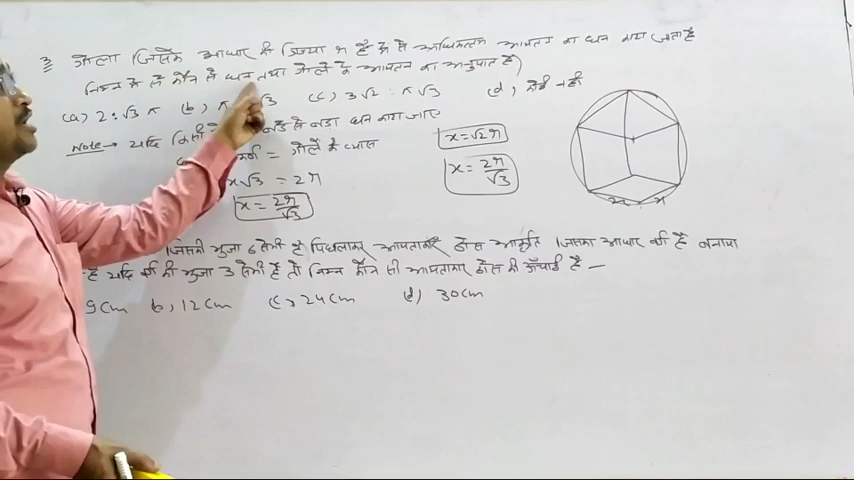 3 गोला जिसके आधार की त्रिज्या r है में से अधिकतम आयतन का घन काटा जाता है
निम्न में से कौन से घन तथा गोले के आयतन का अनुपात है)
(a) 2 : √3 π (b) π √3 (c) 3√2 : π√3 (d) कोई नहीं
Note → यदि किसी बड़े से बड़ा घन काटा जाए
= गोले के व्यास
x√3 = 2r
x = 2r/√3
x = √2 r
x = 2r/√3
x x
जिसकी भुजा 6 सेमी है पिघलाकर आयताकार ठोस आकृति जिसका आधार वर्ग है बनाया
है यदि वर्ग की भुजा 3 सेमी है तो निम्न कौन सी आयताकार ठोस की ऊँचाई है —
9cm (b) 12cm (c) 24cm (d) 30cm